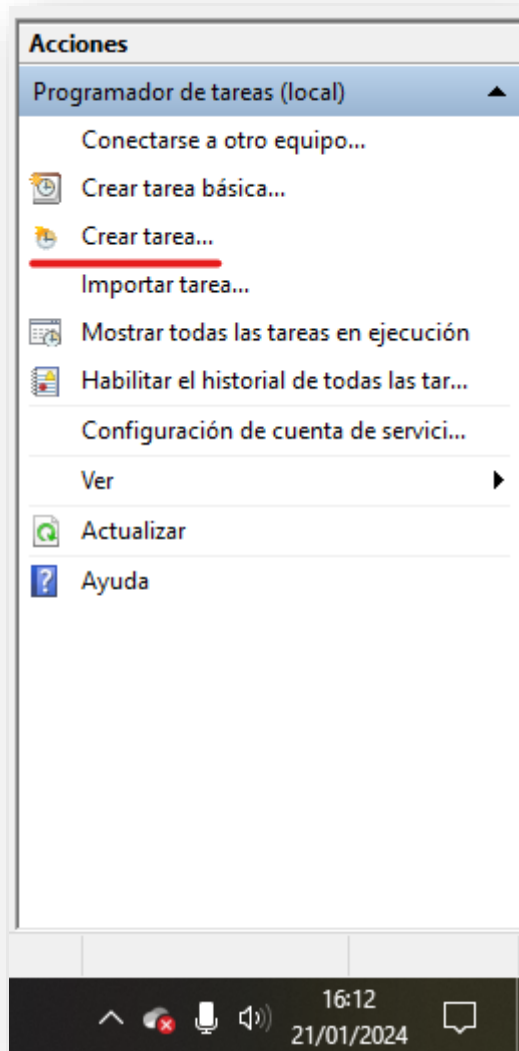 Acciones
Programador de tareas (local)
Conectarse a otro equipo...
Crear tarea básica...
Crear tarea...
Importar tarea...
Mostrar todas las tareas en ejecución
Habilitar el historial de todas las tar...
Configuración de cuenta de servici...
Ver
Actualizar
Ayuda
16:12
21/01/2024